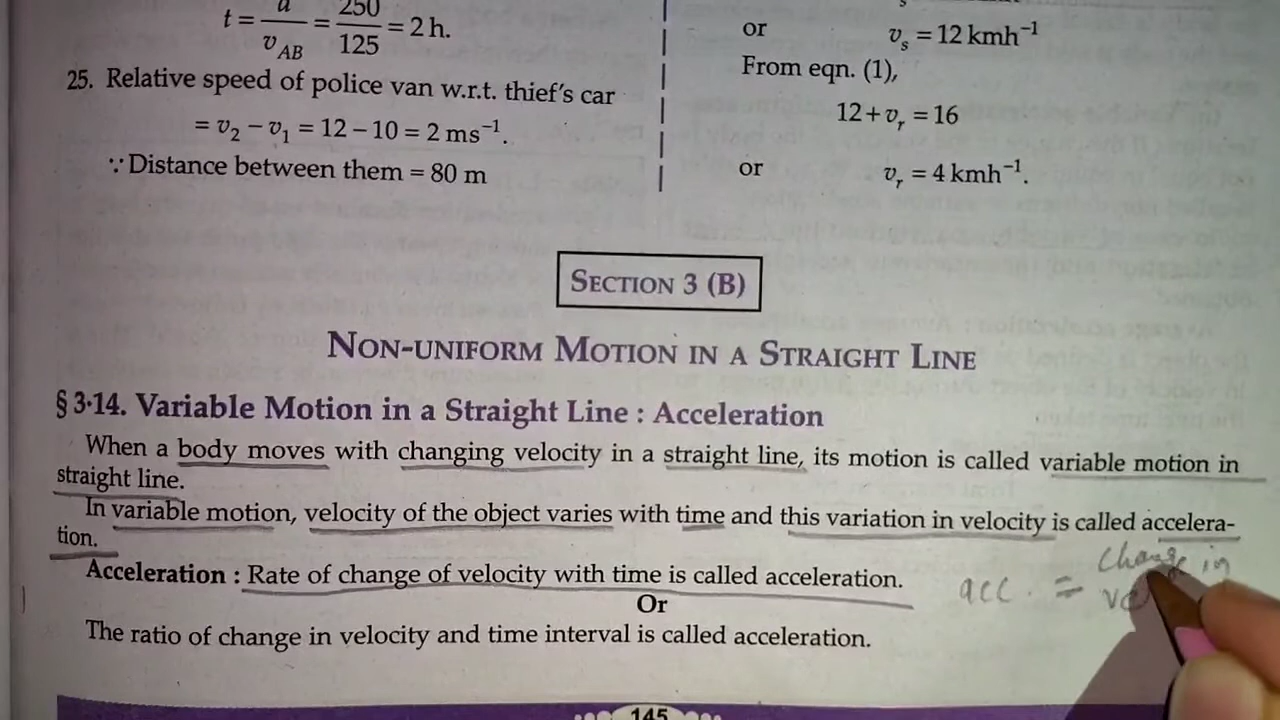 t = d/v_AB = 250/125 = 2 h.
25. Relative speed of police van w.r.t. thief's car
= v₂ − v₁ = 12 − 10 = 2 ms⁻¹.
∵ Distance between them = 80 m
or v_s = 12 kmh⁻¹
From eqn. (1),
12 + v_r = 16
or v_r = 4 kmh⁻¹.
SECTION 3 (B)
NON-UNIFORM MOTION IN A STRAIGHT LINE
§ 3·14. Variable Motion in a Straight Line : Acceleration
When a body moves with changing velocity in a straight line, its motion is called variable motion in
straight line.
In variable motion, velocity of the object varies with time and this variation in velocity is called accelera-
tion.
Acceleration : Rate of change of velocity with time is called acceleration.
acc. = change in
Or
The ratio of change in velocity and time interval is called acceleration.
145